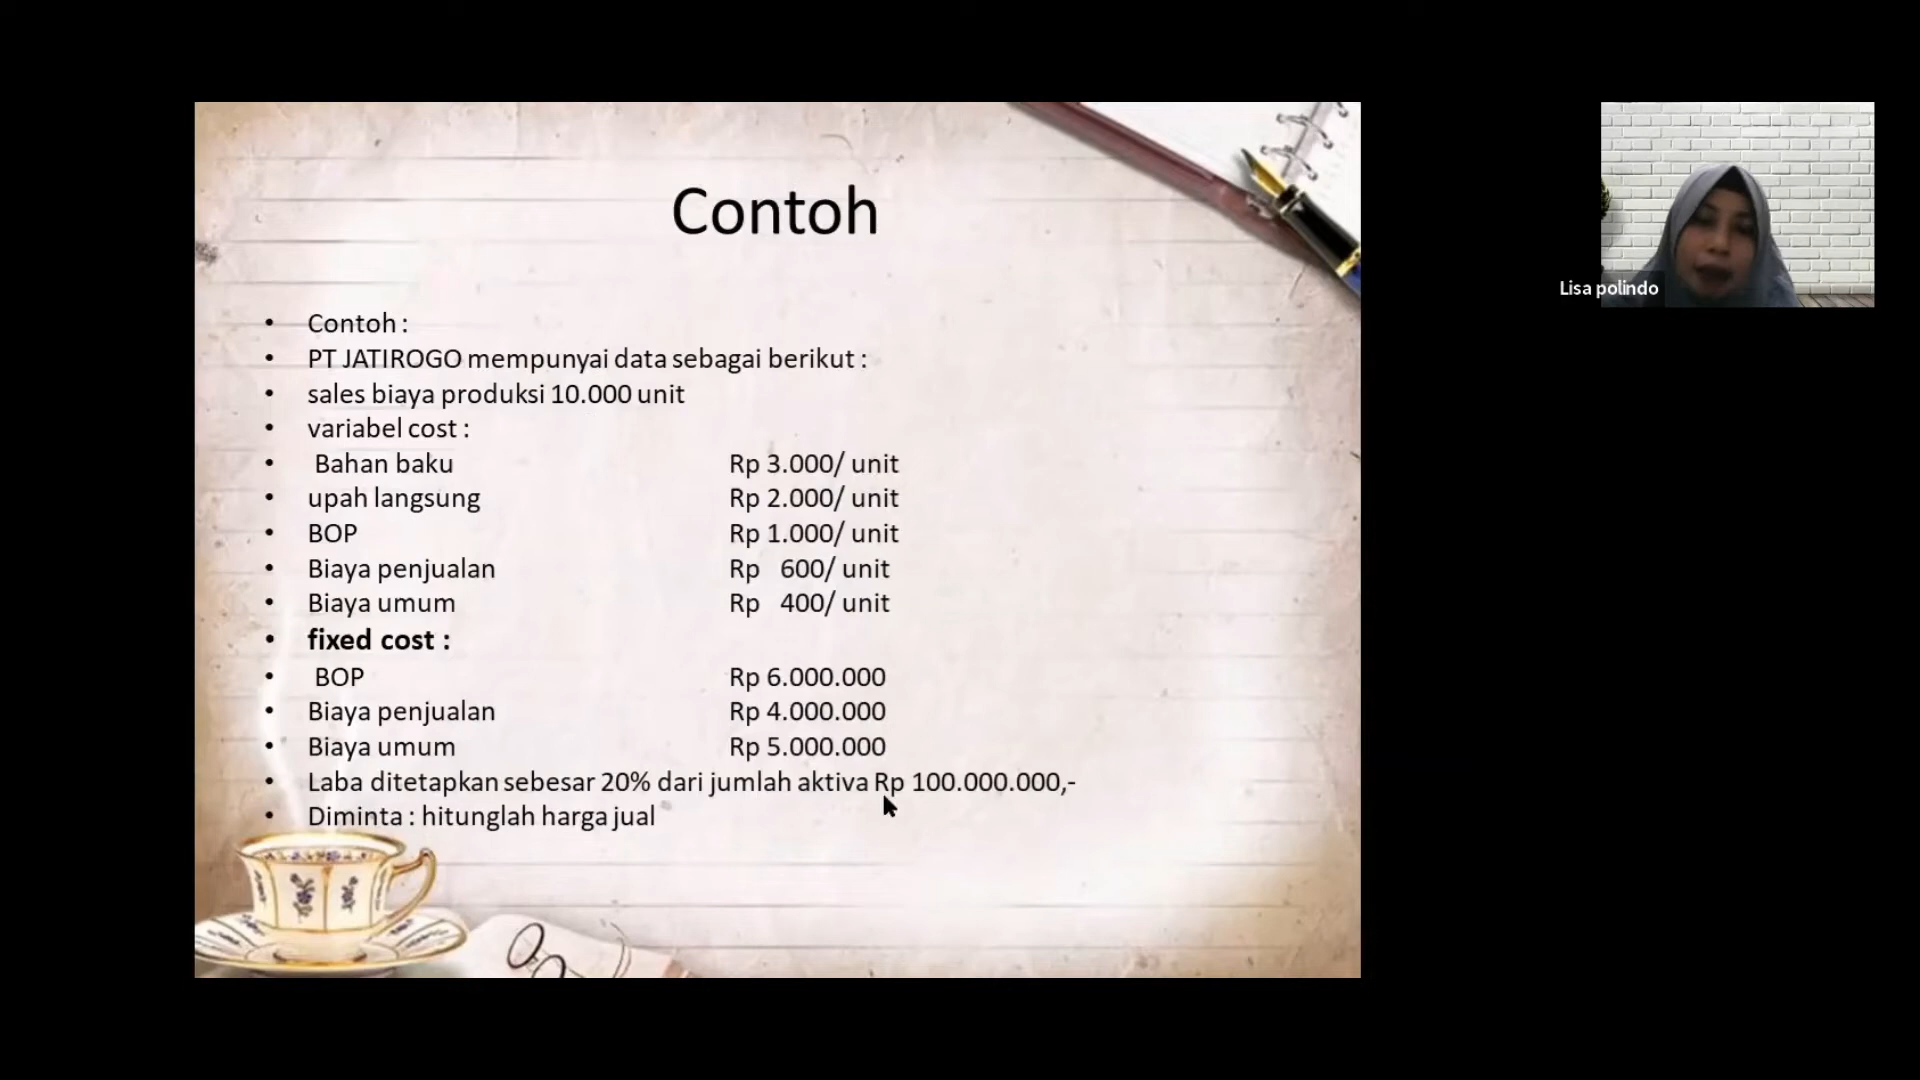 Contoh
• Contoh :
• PT JATIROGO mempunyai data sebagai berikut :
• sales biaya produksi 10.000 unit
• variabel cost :
• Bahan baku Rp 3.000/ unit
• upah langsung Rp 2.000/ unit
• BOP Rp 1.000/ unit
• Biaya penjualan Rp 600/ unit
• Biaya umum Rp 400/ unit
• fixed cost :
• BOP Rp 6.000.000
• Biaya penjualan Rp 4.000.000
• Biaya umum Rp 5.000.000
• Laba ditetapkan sebesar 20% dari jumlah aktiva Rp 100.000.000,-
• Diminta : hitunglah harga jual
Lisa polindo